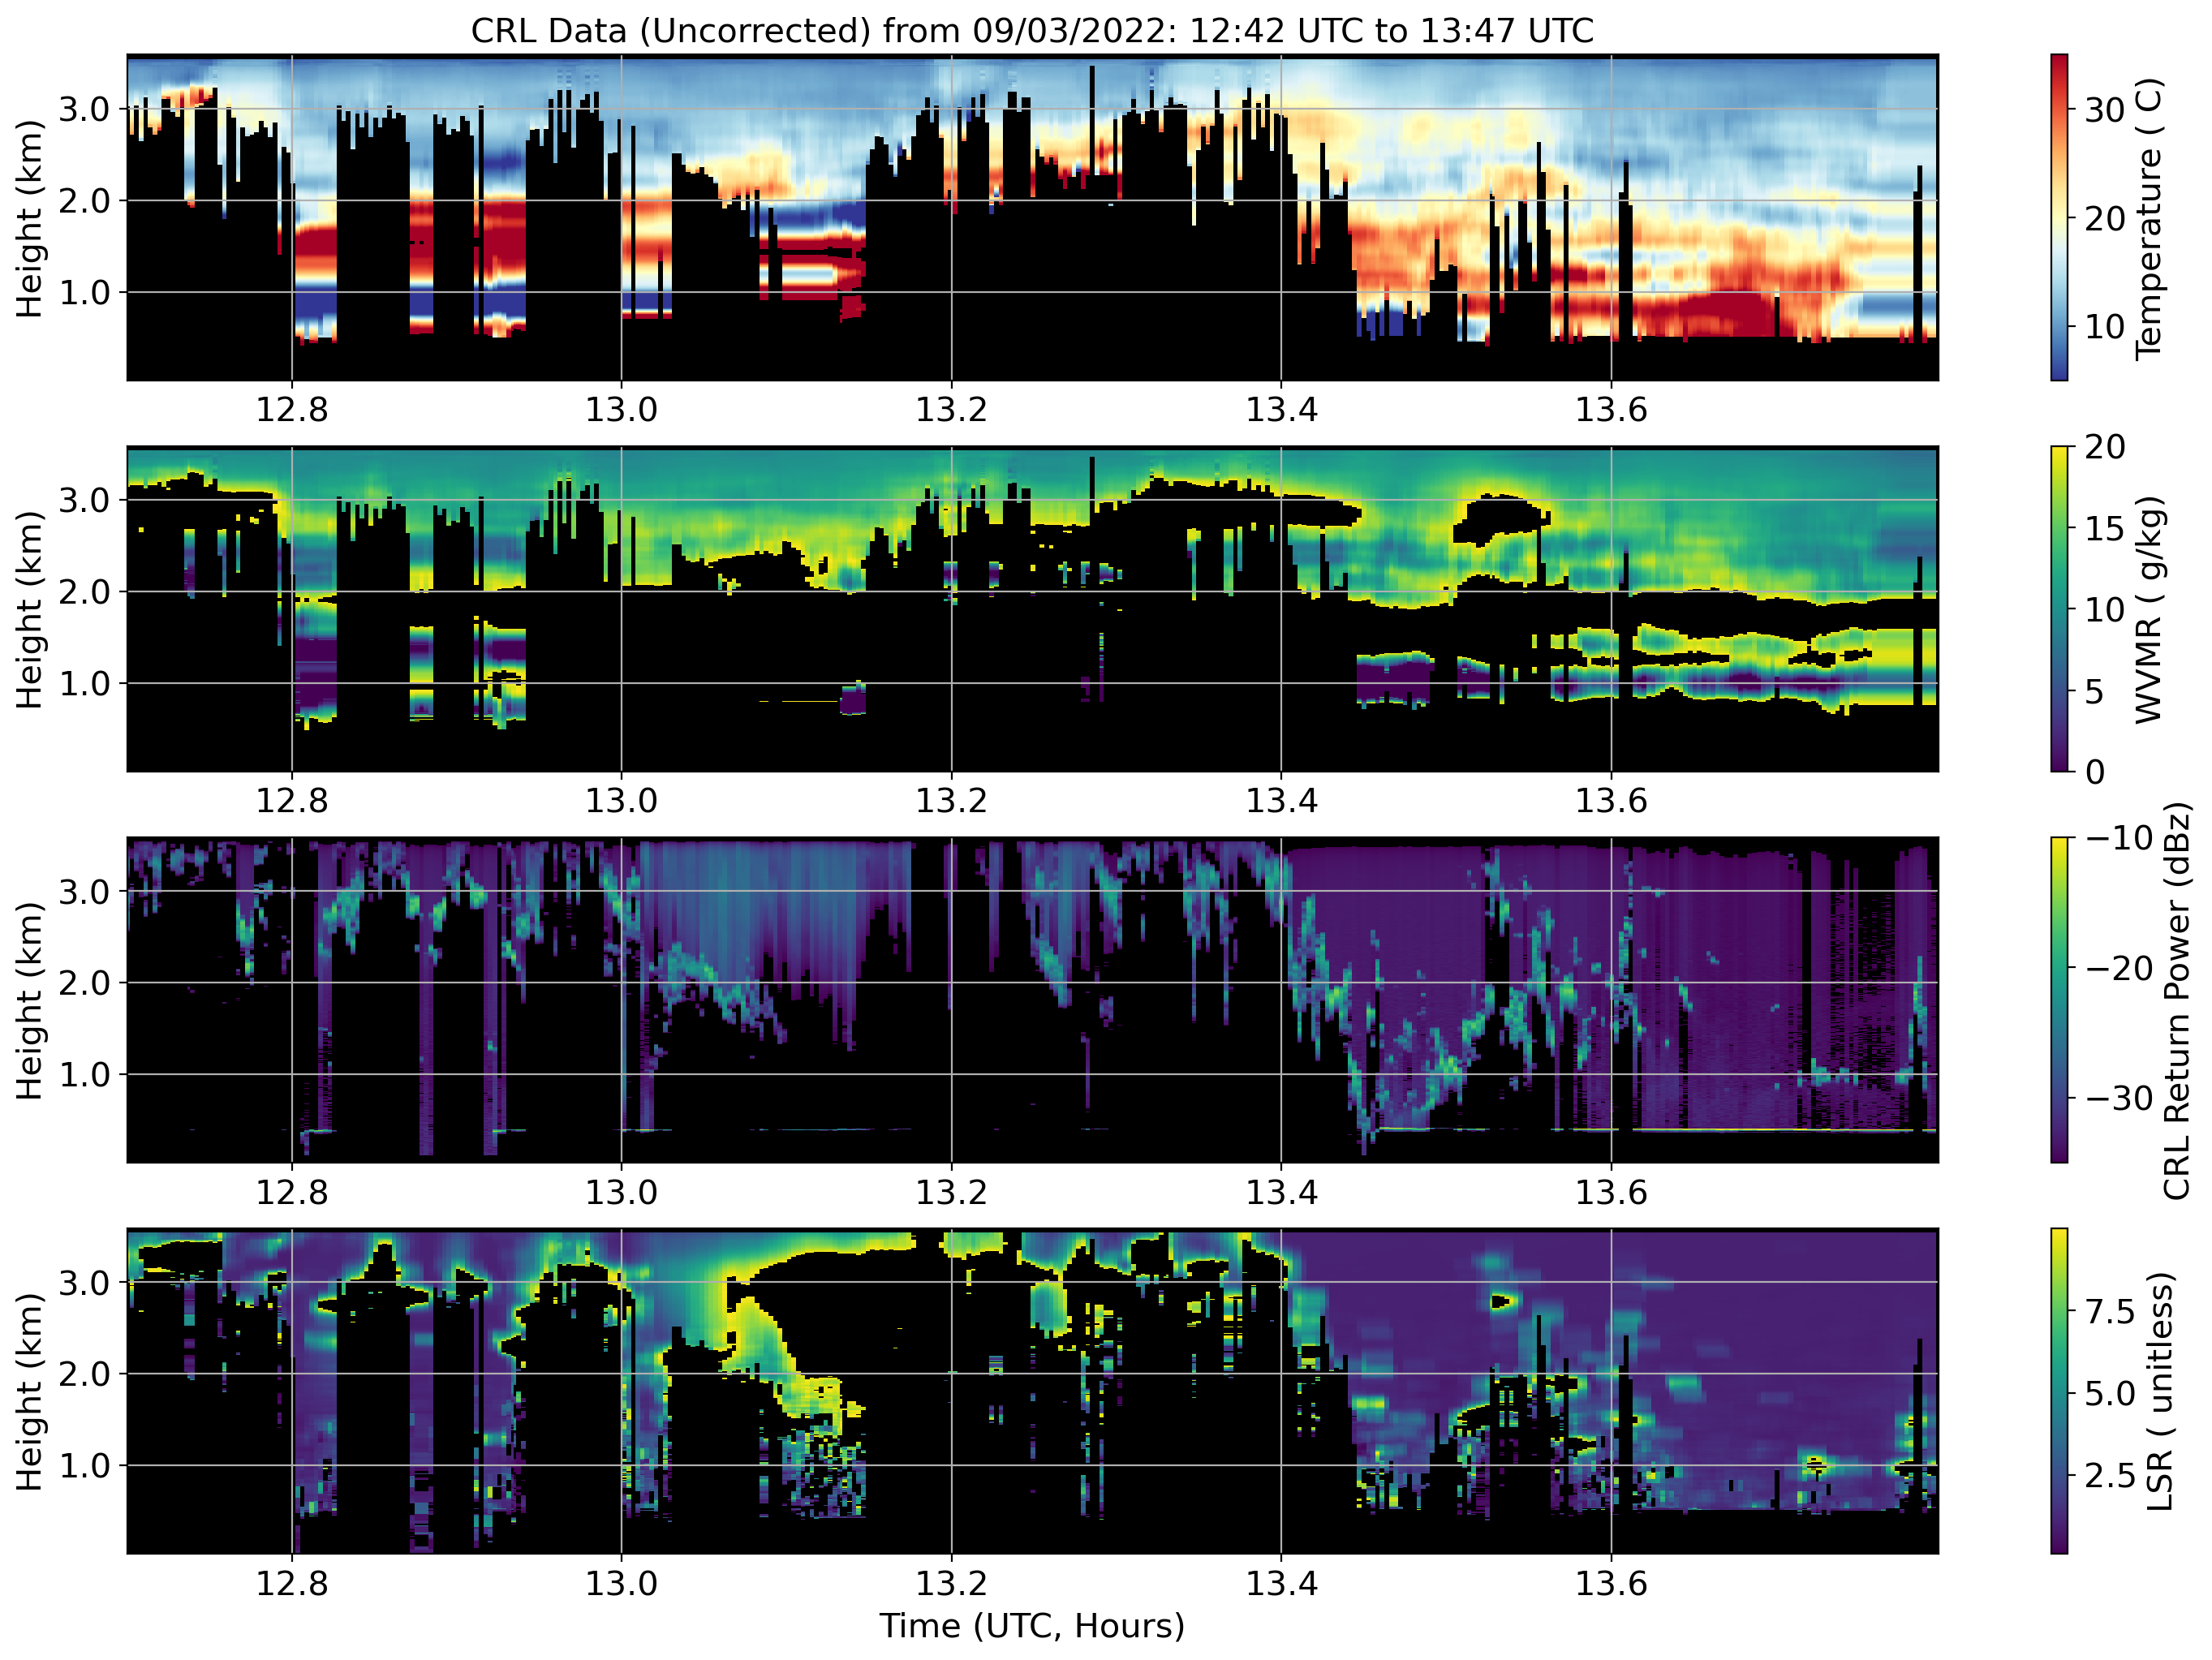 CRL Data (Uncorrected) from 09/03/2022: 12:42 UTC to 13:47 UTC
Height (km)
3.0
2.0
1.0
12.8 13.0 13.2 13.4 13.6
30
20
10
Temperature ( C)
Height (km)
3.0
2.0
1.0
12.8 13.0 13.2 13.4 13.6
20
15
10
5
0
WVMR ( g/kg)
Height (km)
3.0
2.0
1.0
12.8 13.0 13.2 13.4 13.6
−10
−20
−30
CRL Return Power (dBz)
Height (km)
3.0
2.0
1.0
12.8 13.0 13.2 13.4 13.6
7.5
5.0
2.5
LSR ( unitless)
Time (UTC, Hours)